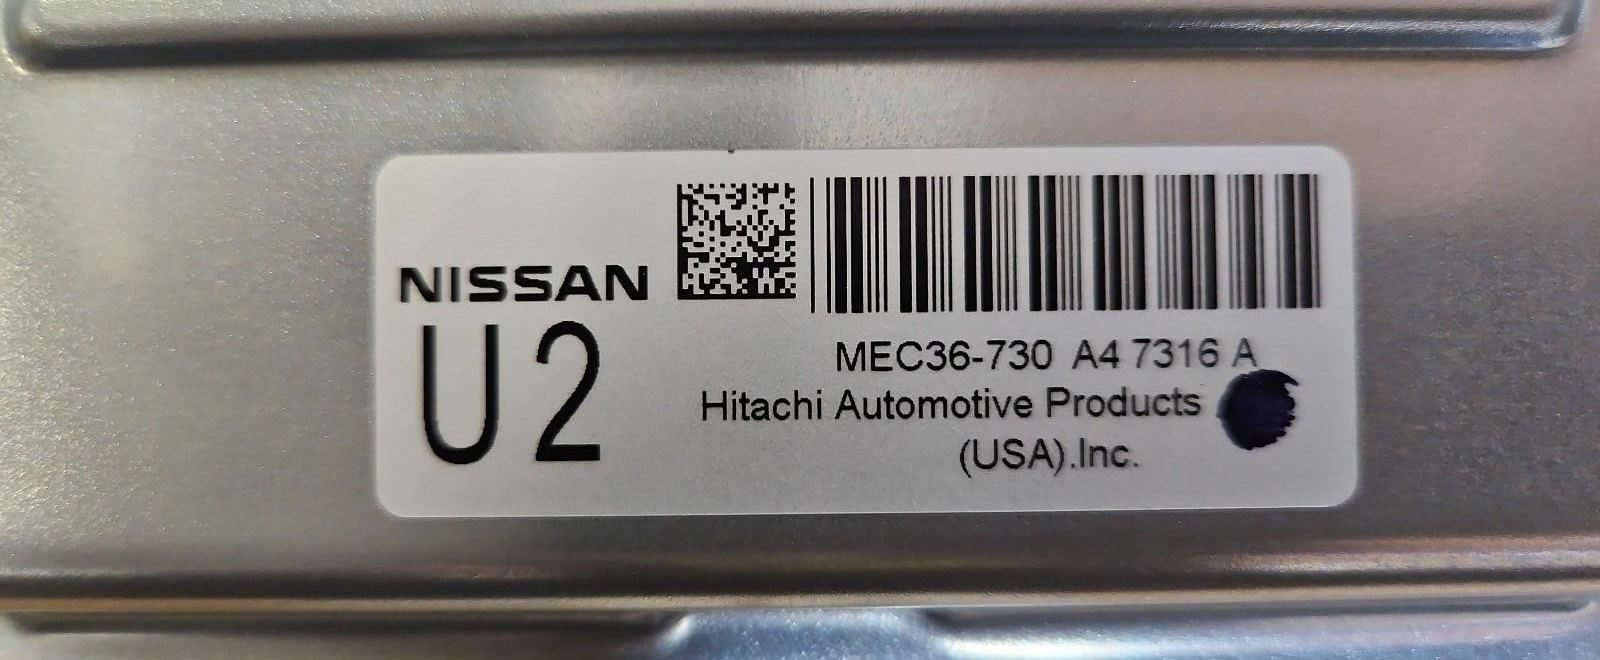 NISSAN
U2
MEC36-730 A4 7316 A
Hitachi Automotive Products
(USA).Inc.